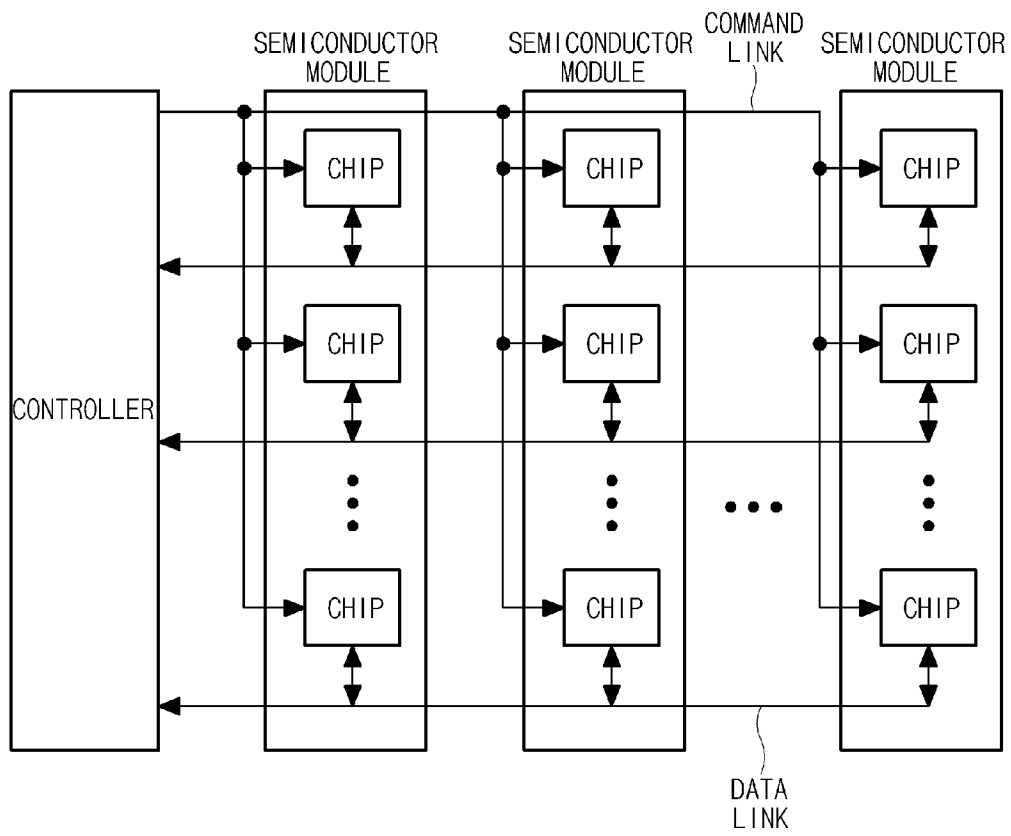 COMMAND
LINK
SEMICONDUCTOR
MODULE
SEMICONDUCTOR
MODULE
SEMICONDUCTOR
MODULE
CHIP
CHIP
CHIP
CHIP
CHIP
CHIP
CONTROLLER
CHIP
CHIP
CHIP
DATA
LINK